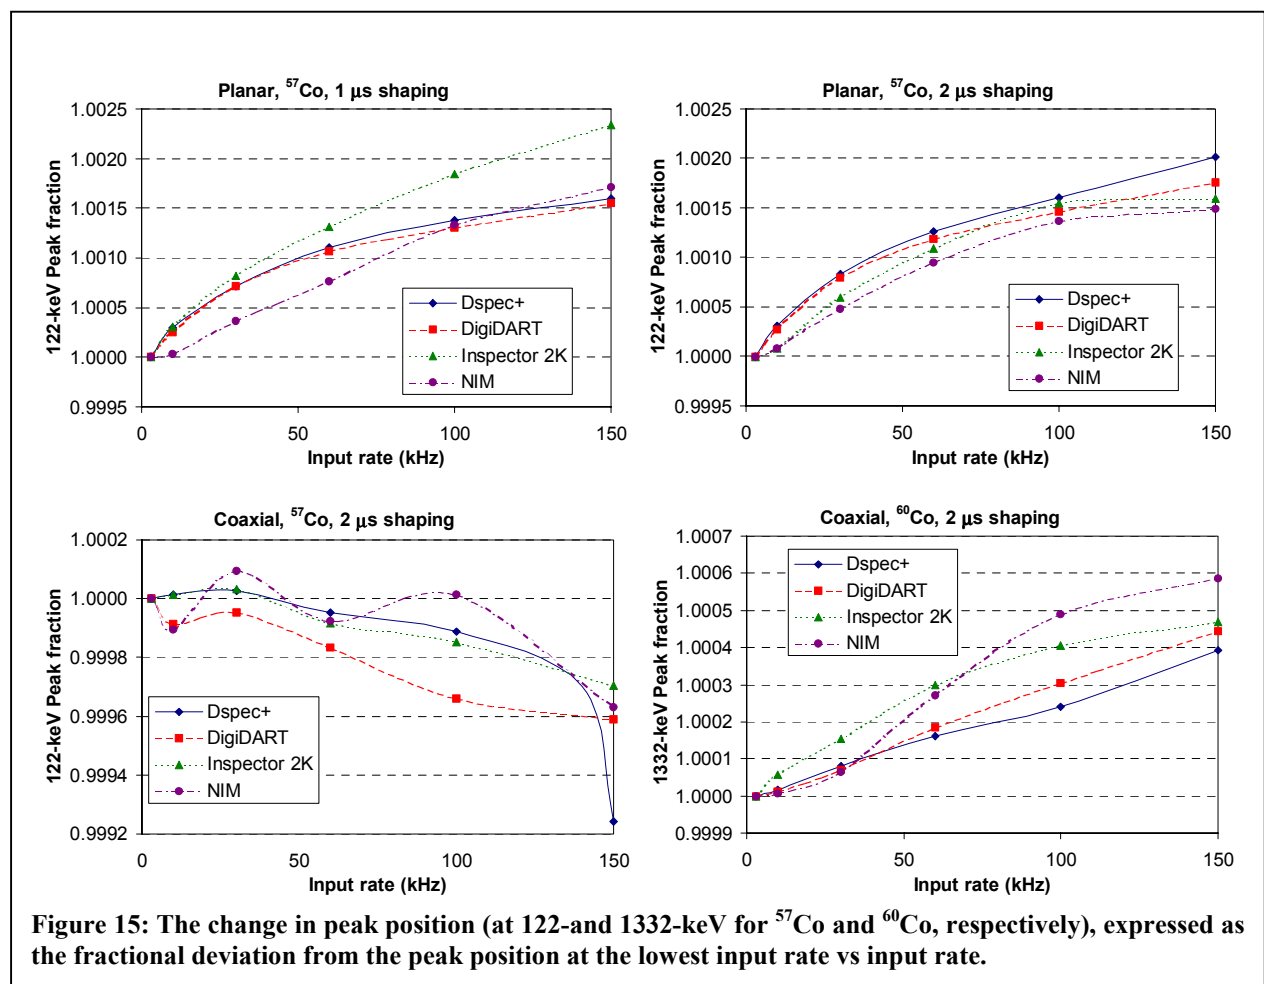 Planar, ⁵⁷Co, 1 μs shaping
122-keV Peak fraction
1.0025
1.0020
1.0015
1.0010
1.0005
1.0000
0.9995
Dspec+
DigiDART
Inspector 2K
NIM
0 50 100 150
Input rate (kHz)
Planar, ⁵⁷Co, 2 μs shaping
122-keV Peak fraction
1.0025
1.0020
1.0015
1.0010
1.0005
1.0000
0.9995
Dspec+
DigiDART
Inspector 2K
NIM
0 50 100 150
Input rate (kHz)
Coaxial, ⁵⁷Co, 2 μs shaping
122-keV Peak fraction
1.0002
1.0000
0.9998
0.9996
0.9994
0.9992
Dspec+
DigiDART
Inspector 2K
NIM
0 50 100 150
Input rate (kHz)
Coaxial, ⁶⁰Co, 2 μs shaping
1332-keV Peak fraction
1.0007
1.0006
1.0005
1.0004
1.0003
1.0002
1.0001
1.0000
0.9999
Dspec+
DigiDART
Inspector 2K
NIM
0 50 100 150
Input rate (kHz)
Figure 15: The change in peak position (at 122-and 1332-keV for ⁵⁷Co and ⁶⁰Co, respectively), expressed as
the fractional deviation from the peak position at the lowest input rate vs input rate.